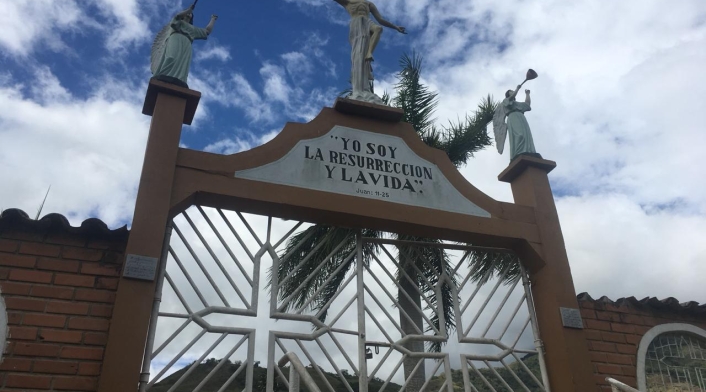 "YO SOY
LA RESURRECCION
Y LA VIDA".
Juan: 11-25